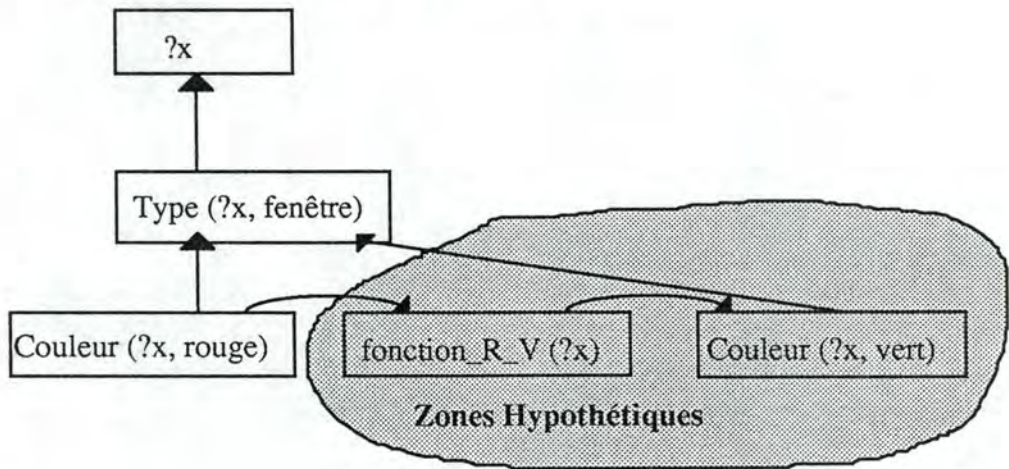 ?x
Type (?x, fenêtre)
Couleur (?x, rouge)
fonction_R_V (?x)
Couleur (?x, vert)
Zones Hypothétiques